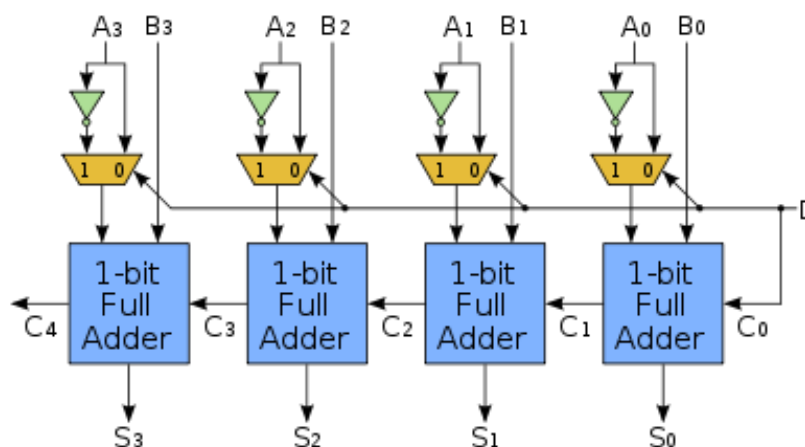 A3 B3 A2 B2 A1 B1 A0 B0
1 0 1 0 1 0 1 0
D
1-bit Full Adder 1-bit Full Adder 1-bit Full Adder 1-bit Full Adder
C4 C3 C2 C1 C0
S3 S2 S1 S0